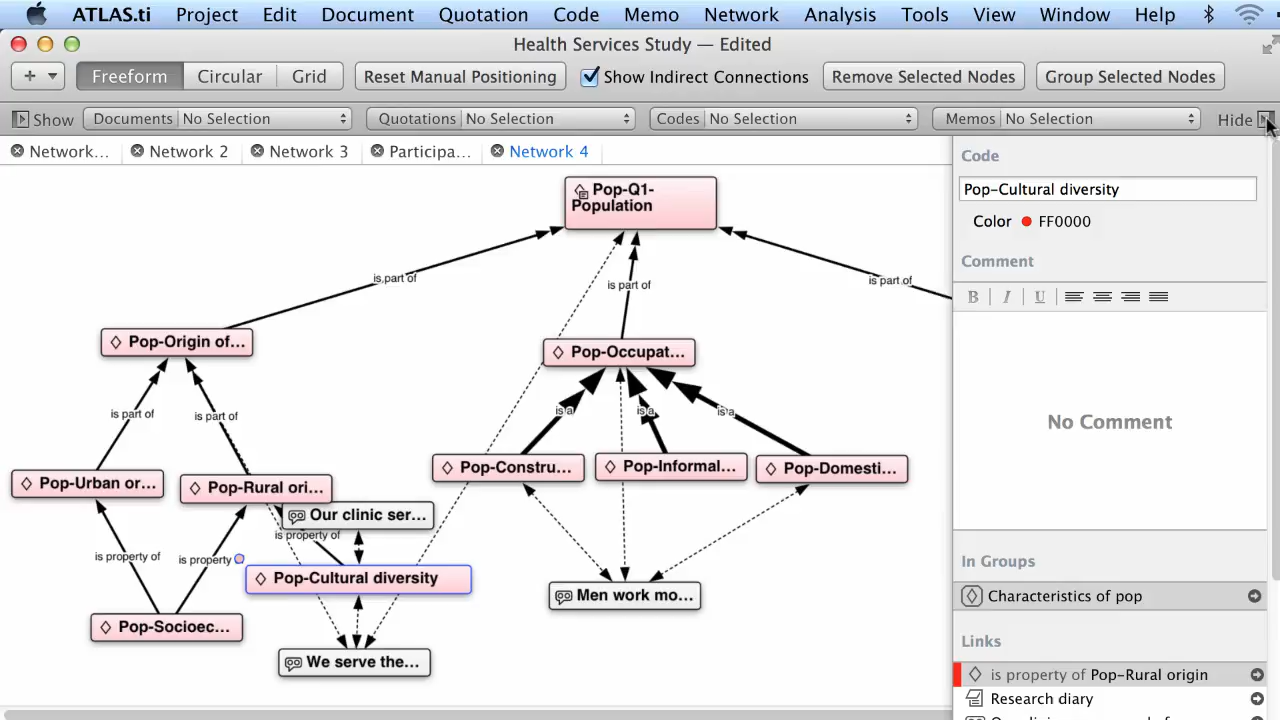 ATLAS.ti Project Edit Document Quotation Code Memo Network Analysis Tools View Window Help
Health Services Study — Edited
+ Freeform Circular Grid Reset Manual Positioning Show Indirect Connections Remove Selected Nodes Group Selected Nodes
Show Documents No Selection Quotations No Selection Codes No Selection Memos No Selection Hide
Network... Network 2 Network 3 Participa... Network 4
Pop-Q1-
Population
is part of
is part of
is part of
Pop-Origin of...
Pop-Occupat...
is part of
is part of
is a
is a
is a
Pop-Urban or...
Pop-Rural ori...
Pop-Constru...
Pop-Informal...
Pop-Domesti...
Our clinic ser...
is property of
is property of
is property
Pop-Cultural diversity
Men work mo...
Pop-Socioec...
We serve the...
Code
Pop-Cultural diversity
Color FF0000
Comment
B I U
No Comment
In Groups
Characteristics of pop
Links
is property of Pop-Rural origin
Research diary